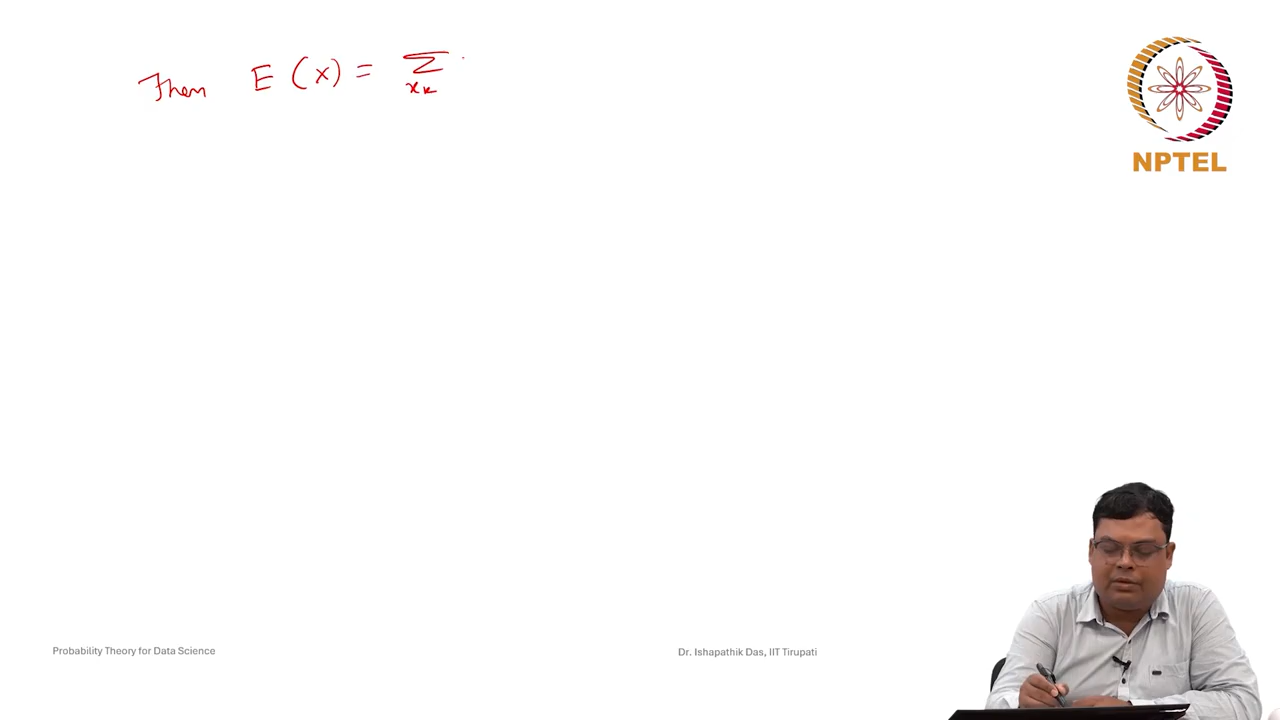 Then E (x) = Σ xk
NPTEL
Probability Theory for Data Science
Dr. Ishapathik Das, IIT Tirupati